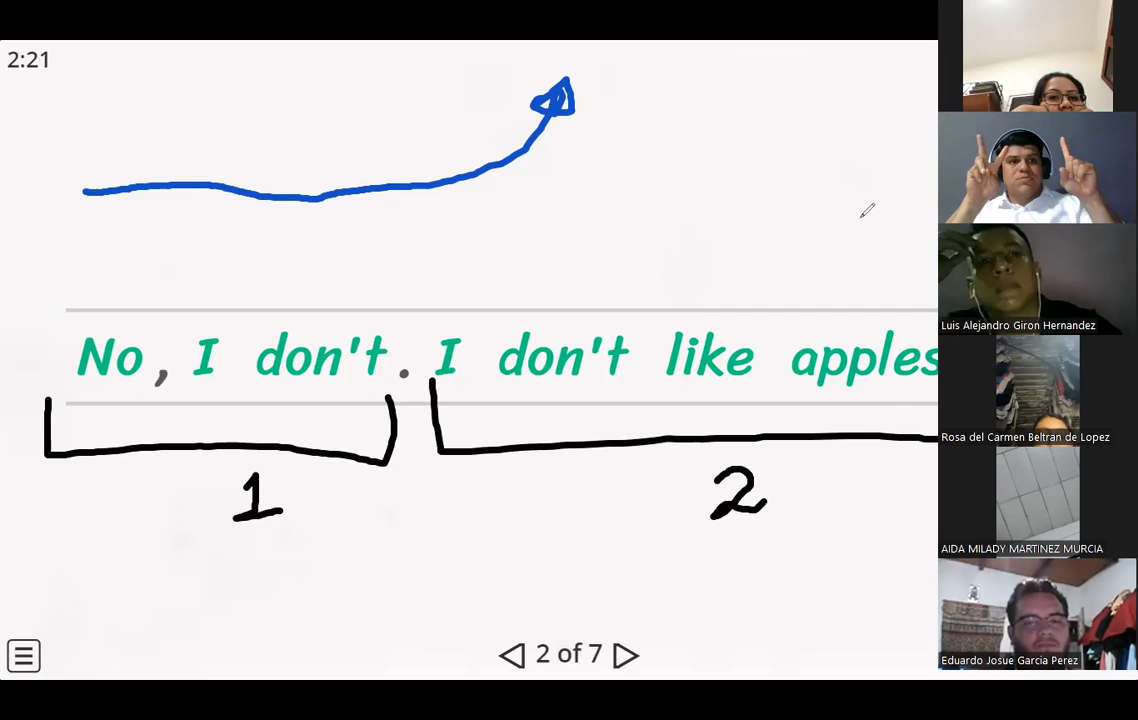 2:21
No, I don't. I don't like apples
1
2
2 of 7
Luis Alejandro Giron Hernandez
Rosa del Carmen Beltran de Lopez
AIDA MILADY MARTINEZ MURCIA
Eduardo Josue Garcia Perez